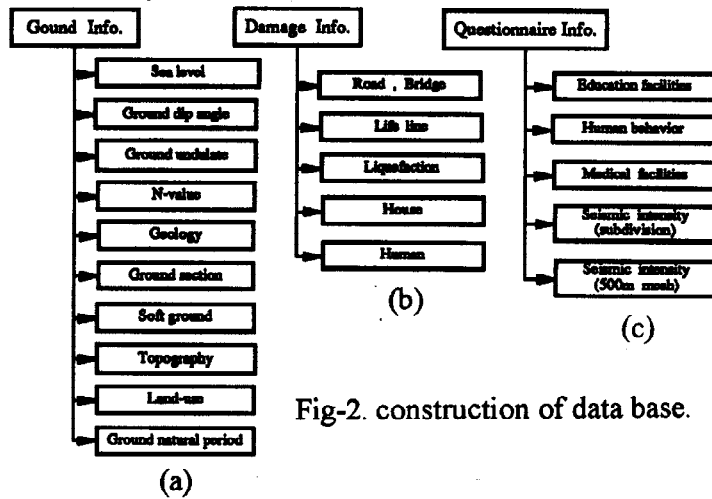 Gound Info.
Sea level
Ground dip angle
Ground undulate
N-value
Geology
Ground section
Soft ground
Topography
Land-use
Ground natural period
(a)
Damage Info.
Road , Bridge
Life line
Liquefaction
House
Human
(b)
Questionnaire Info.
Education facilities
Human behavior
Medical facilities
Seismic intensity
(subdivision)
Seismic intensity
(500m mesh)
(c)
Fig-2. construction of data base.